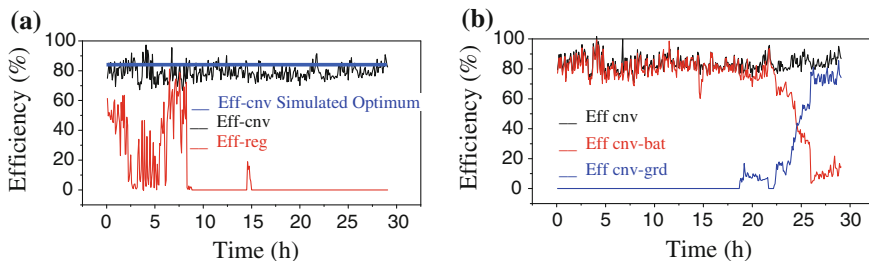 (a)
Efficiency (%)
100
80
60
40
20
0
Eff-cnv Simulated Optimum
Eff-cnv
Eff-reg
0 5 10 15 20 25 30
Time (h)
(b)
Efficiency (%)
100
80
60
40
20
0
Eff cnv
Eff cnv-bat
Eff cnv-grd
0 5 10 15 20 25 30
Time (h)